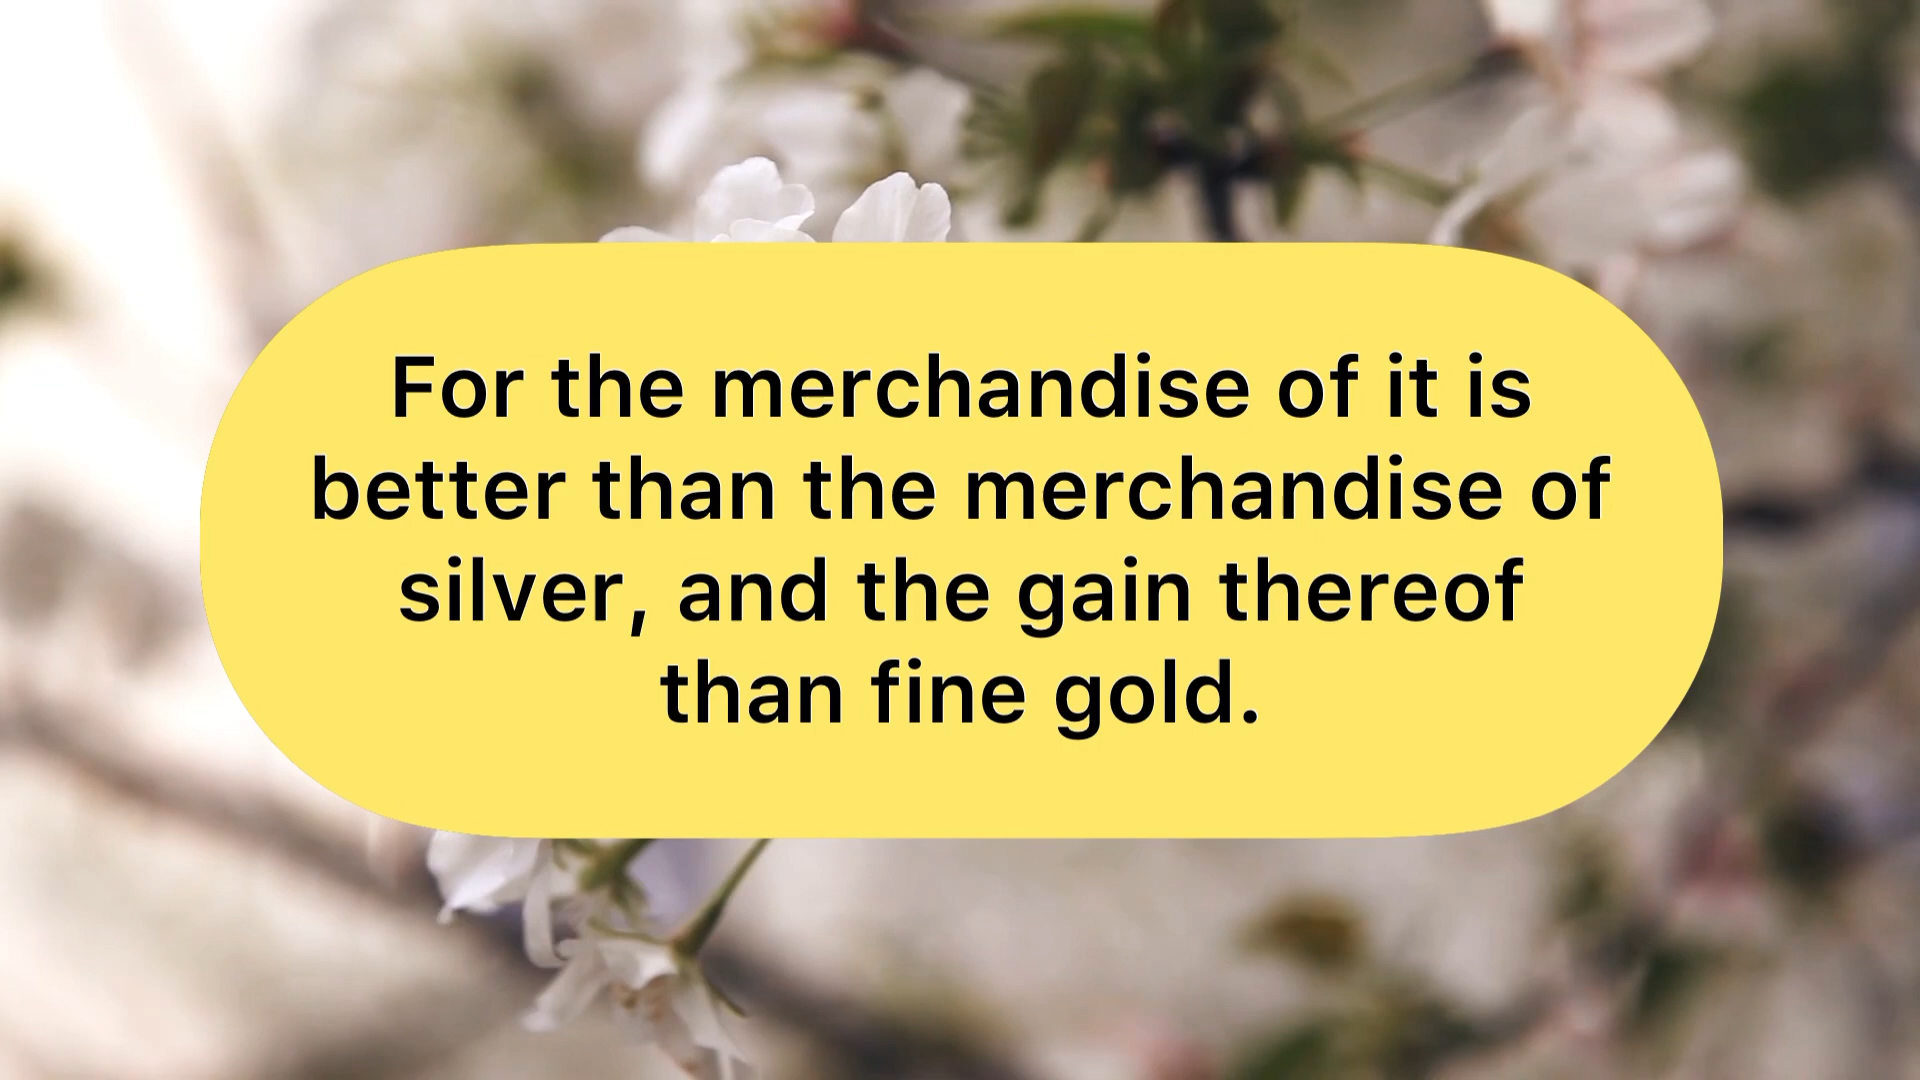 For the merchandise of it is
better than the merchandise of
silver, and the gain thereof
than fine gold.